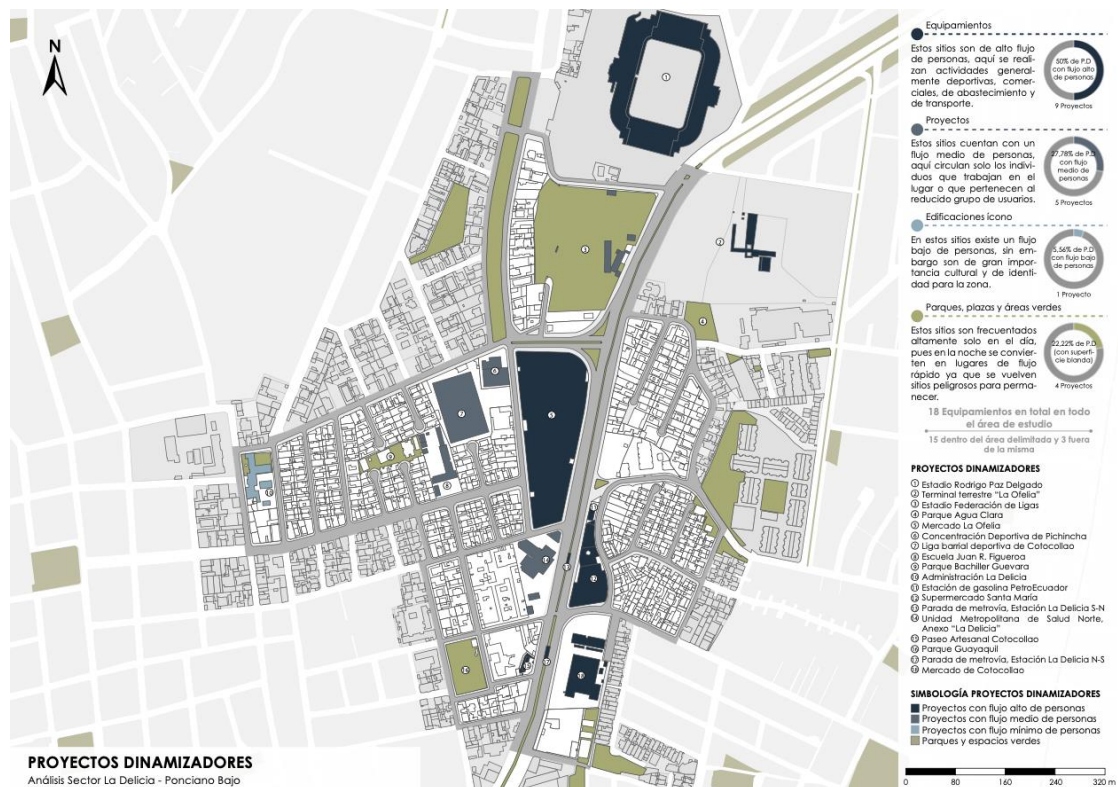 N
Equipamientos
Estos sitios son de alto flujo
de personas, aquí se reali-
zan actividades general-
mente deportivas, comer-
ciales, de abastecimiento y
de transporte.
50% de P.D
con flujo alto
de personas
9 Proyectos
Proyectos
Estos sitios cuentan con un
flujo medio de personas,
aquí circulan solo los indivi-
duos que trabajan en el
lugar o que pertenecen al
reducido grupo de usuarios.
27,78% de P.D
con flujo
medio de
personas
5 Proyectos
Edificaciones ícono
En estos sitios existe un flujo
bajo de personas, sin em-
bargo son de gran impor-
tancia cultural y de identi-
dad para la zona.
5,56% de P.D
con flujo bajo
de personas
1 Proyecto
Parques, plazas y áreas verdes
Estos sitios son frecuentados
altamente solo en el día,
pues en la noche se convier-
ten en lugares de flujo
rápido ya que se vuelven
sitios peligrosos para perma-
necer.
22,22% de P.D
(con superfi-
cie blanda)
4 Proyectos
18 Equipamientos en total en todo
el área de estudio
15 dentro del área delimitada y 3 fuera
de la misma
PROYECTOS DINAMIZADORES
1 Estadio Rodrigo Paz Delgado
2 Terminal terrestre "La Ofelia"
3 Estadio Federación de Ligas
4 Parque Agua Clara
5 Mercado La Ofelia
6 Concentración Deportiva de Pichincha
7 Liga barrial deportiva de Cotocollao
8 Escuela Juan R. Figueroa
9 Parque Bachiller Guevara
10 Administración La Delicia
11 Estación de gasolina PetroEcuador
12 Supermercado Santa María
13 Parada de metrovía, Estación La Delicia S-N
14 Unidad Metropolitana de Salud Norte,
Anexo "La Delicia"
15 Paseo Artesanal Cotocollao
16 Parque Guayaquil
17 Parada de metrovía, Estación La Delicia N-S
18 Mercado de Cotocollao
SIMBOLOGÍA PROYECTOS DINAMIZADORES
Proyectos con flujo alto de personas
Proyectos con flujo medio de personas
Proyectos con flujo mínimo de personas
Parques y espacios verdes
0 80 160 240 320 m
PROYECTOS DINAMIZADORES
Análisis Sector La Delicia - Ponciano Bajo